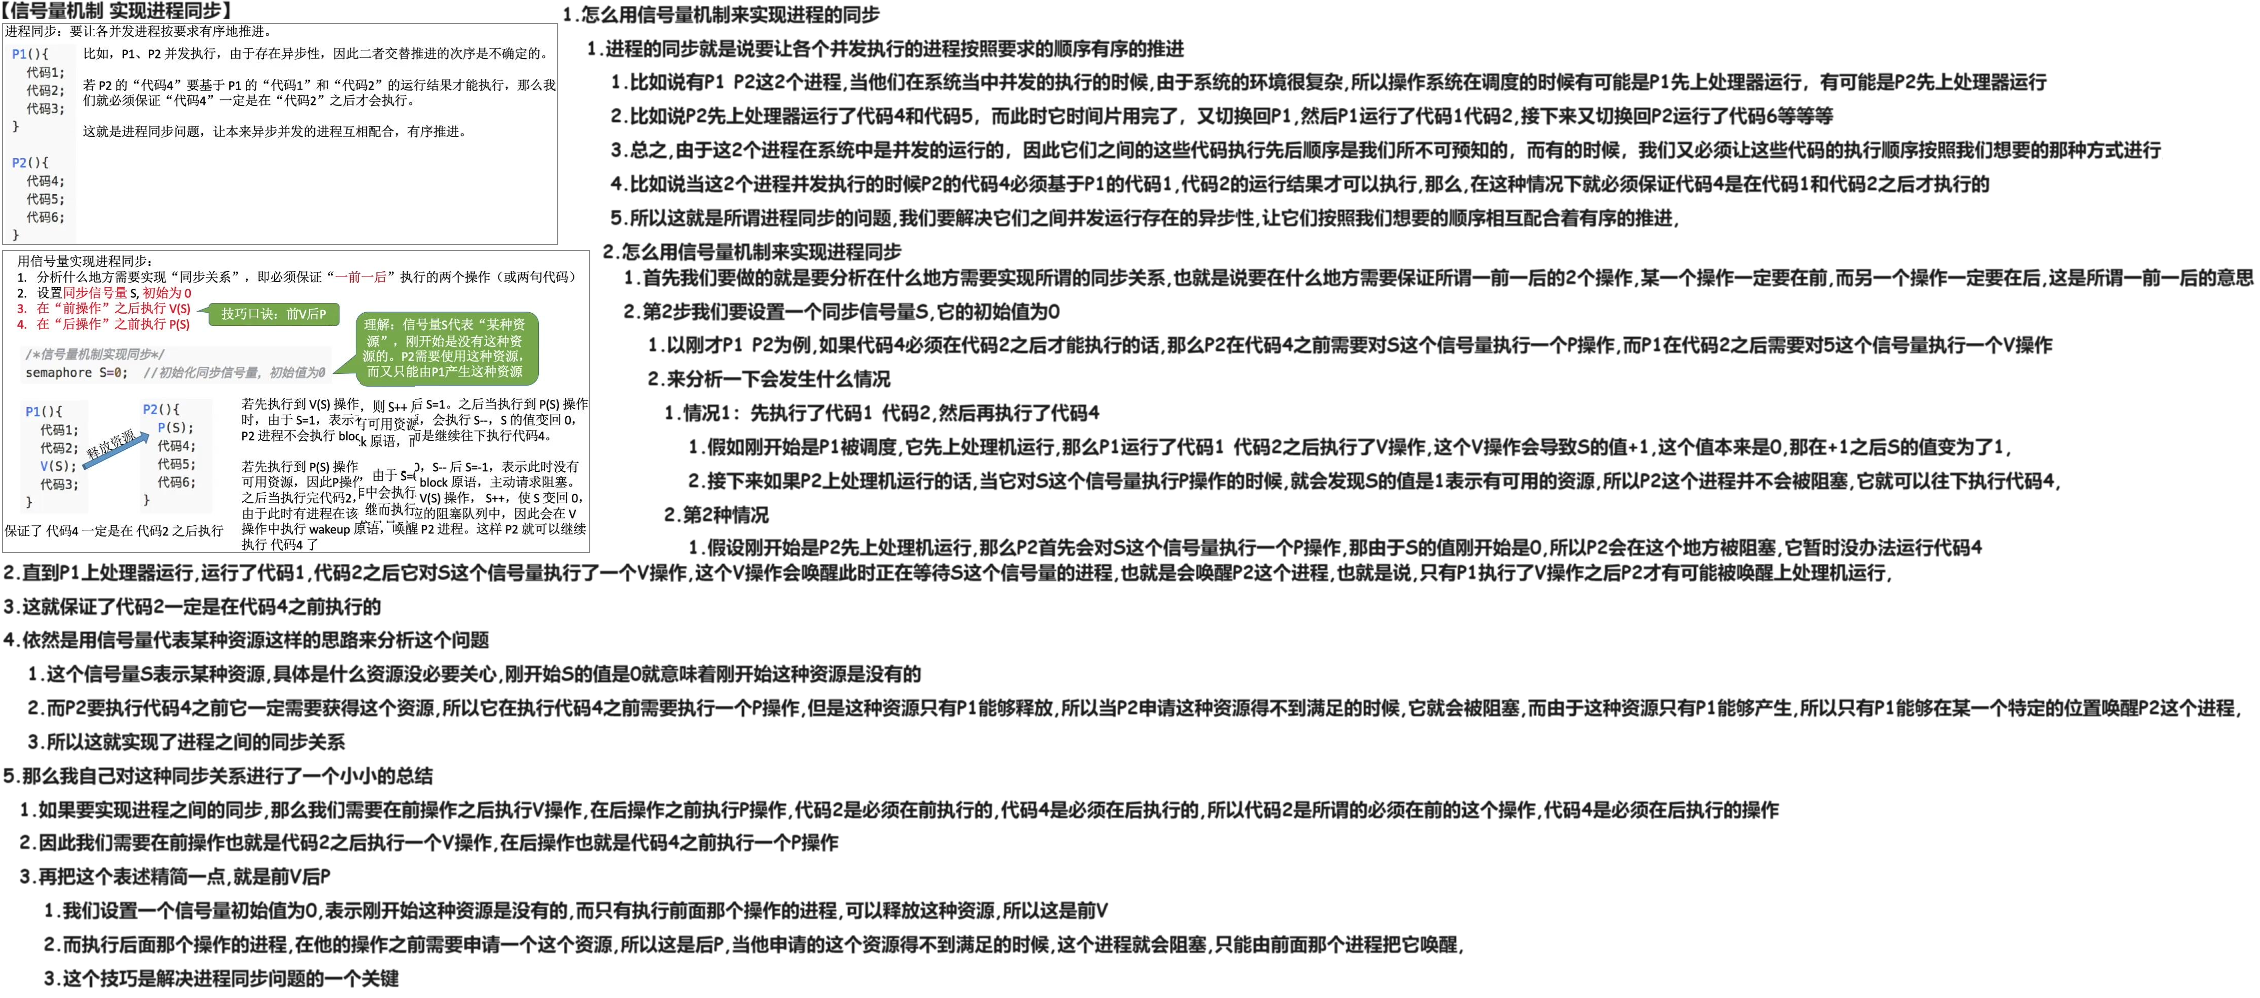 【信号量机制 实现进程同步】
进程同步：要让各并发进程按要求有序地推进。
P1(){
代码1;
代码2;
代码3;
}
P2(){
代码4;
代码5;
代码6;
}
比如，P1、P2 并发执行，由于存在异步性，因此二者交替推进的次序是不确定的。
若 P2 的“代码4”要基于 P1 的“代码1”和“代码2”的运行结果才能执行，那么我
们就必须保证“代码4”一定是在“代码2”之后才会执行。
这就是进程同步问题，让本来异步并发的进程互相配合，有序推进。
用信号量实现进程同步：
1. 分析什么地方需要实现“同步关系”，即必须保证“一前一后”执行的两个操作（或两句代码）
2. 设置同步信号量 S, 初始为 0
3. 在“前操作”之后执行 V(S)
4. 在“后操作”之前执行 P(S)
技巧口诀：前V后P
理解：信号量S代表“某种资
源”，刚开始是没有这种资
源的。P2需要使用这种资源，
而又只能由P1产生这种资源
/*信号量机制实现同步*/
semaphore S=0; //初始化同步信号量，初始值为0
P1(){
代码1;
代码2;
V(S);
代码3;
}
释放资源
P2(){
P(S);
代码4;
代码5;
代码6;
}
保证了 代码4 一定是在 代码2 之后执行
若先执行到 V(S) 操作，则 S++ 后 S=1。之后当执行到 P(S) 操作
时，由于 S=1，表示有可用资源，会执行 S--，S 的值变回 0，
P2 进程不会执行 block 原语，而是继续往下执行代码4。
若先执行到 P(S) 操作，由于 S=0，S-- 后 S=-1，表示此时没有
可用资源，因此P操作中会执行 block 原语，主动请求阻塞。
之后当执行完代码2，继而执行 V(S) 操作， S++，使 S 变回 0，
由于此时有进程在该 应的阻塞队列中，因此会在 V
操作中执行 wakeup 原语，唤醒 P2 进程。这样 P2 就可以继续
执行 代码4 了
1.怎么用信号量机制来实现进程的同步
1.进程的同步就是说要让各个并发执行的进程按照要求的顺序有序的推进
1.比如说有P1 P2这2个进程,当他们在系统当中并发的执行的时候,由于系统的环境很复杂,所以操作系统在调度的时候有可能是P1先上处理器运行，有可能是P2先上处理器运行
2.比如说P2先上处理器运行了代码4和代码5，而此时它时间片用完了，又切换回P1,然后P1运行了代码1代码2,接下来又切换回P2运行了代码6等等等
3.总之,由于这2个进程在系统中是并发的运行的，因此它们之间的这些代码执行先后顺序是我们所不可预知的，而有的时候，我们又必须让这些代码的执行顺序按照我们想要的那种方式进行
4.比如说当这2个进程并发执行的时候P2的代码4必须基于P1的代码1,代码2的运行结果才可以执行,那么,在这种情况下就必须保证代码4是在代码1和代码2之后才执行的
5.所以这就是所谓进程同步的问题,我们要解决它们之间并发运行存在的异步性,让它们按照我们想要的顺序相互配合着有序的推进,
2.怎么用信号量机制来实现进程同步
1.首先我们要做的就是要分析在什么地方需要实现所谓的同步关系,也就是说要在什么地方需要保证所谓一前一后的2个操作,某一个操作一定要在前,而另一个操作一定要在后,这是所谓一前一后的意思
2.第2步我们要设置一个同步信号量S,它的初始值为0
1.以刚才P1 P2为例,如果代码4必须在代码2之后才能执行的话,那么P2在代码4之前需要对S这个信号量执行一个P操作,而P1在代码2之后需要对5这个信号量执行一个V操作
2.来分析一下会发生什么情况
1.情况1：先执行了代码1 代码2,然后再执行了代码4
1.假如刚开始是P1被调度,它先上处理机运行,那么P1运行了代码1 代码2之后执行了V操作,这个V操作会导致S的值+1,这个值本来是0,那在+1之后S的值变为了1,
2.接下来如果P2上处理机运行的话,当它对S这个信号量执行P操作的时候,就会发现S的值是1表示有可用的资源,所以P2这个进程并不会被阻塞,它就可以往下执行代码4,
2.第2种情况
1.假设刚开始是P2先上处理机运行,那么P2首先会对S这个信号量执行一个P操作,那由于S的值刚开始是0,所以P2会在这个地方被阻塞,它暂时没办法运行代码4
2.直到P1上处理器运行,运行了代码1,代码2之后它对S这个信号量执行了一个V操作,这个V操作会唤醒此时正在等待S这个信号量的进程,也就是会唤醒P2这个进程,也就是说,只有P1执行了V操作之后P2才有可能被唤醒上处理机运行,
3.这就保证了代码2一定是在代码4之前执行的
4.依然是用信号量代表某种资源这样的思路来分析这个问题
1.这个信号量S表示某种资源,具体是什么资源没必要关心,刚开始S的值是0就意味着刚开始这种资源是没有的
2.而P2要执行代码4之前它一定需要获得这个资源,所以它在执行代码4之前需要执行一个P操作,但是这种资源只有P1能够释放,所以当P2申请这种资源得不到满足的时候,它就会被阻塞,而由于这种资源只有P1能够产生,所以只有P1能够在某一个特定的位置唤醒P2这个进程,
3.所以这就实现了进程之间的同步关系
5.那么我自己对这种同步关系进行了一个小小的总结
1.如果要实现进程之间的同步,那么我们需要在前操作之后执行V操作,在后操作之前执行P操作,代码2是必须在前执行的,代码4是必须在后执行的,所以代码2是所谓的必须在前的这个操作,代码4是必须在后执行的操作
2.因此我们需要在前操作也就是代码2之后执行一个V操作,在后操作也就是代码4之前执行一个P操作
3.再把这个表述精简一点,就是前V后P
1.我们设置一个信号量初始值为0,表示刚开始这种资源是没有的,而只有执行前面那个操作的进程,可以释放这种资源,所以这是前V
2.而执行后面那个操作的进程,在他的操作之前需要申请一个这个资源,所以这是后P,当他申请的这个资源得不到满足的时候,这个进程就会阻塞,只能由前面那个进程把它唤醒,
3.这个技巧是解决进程同步问题的一个关键